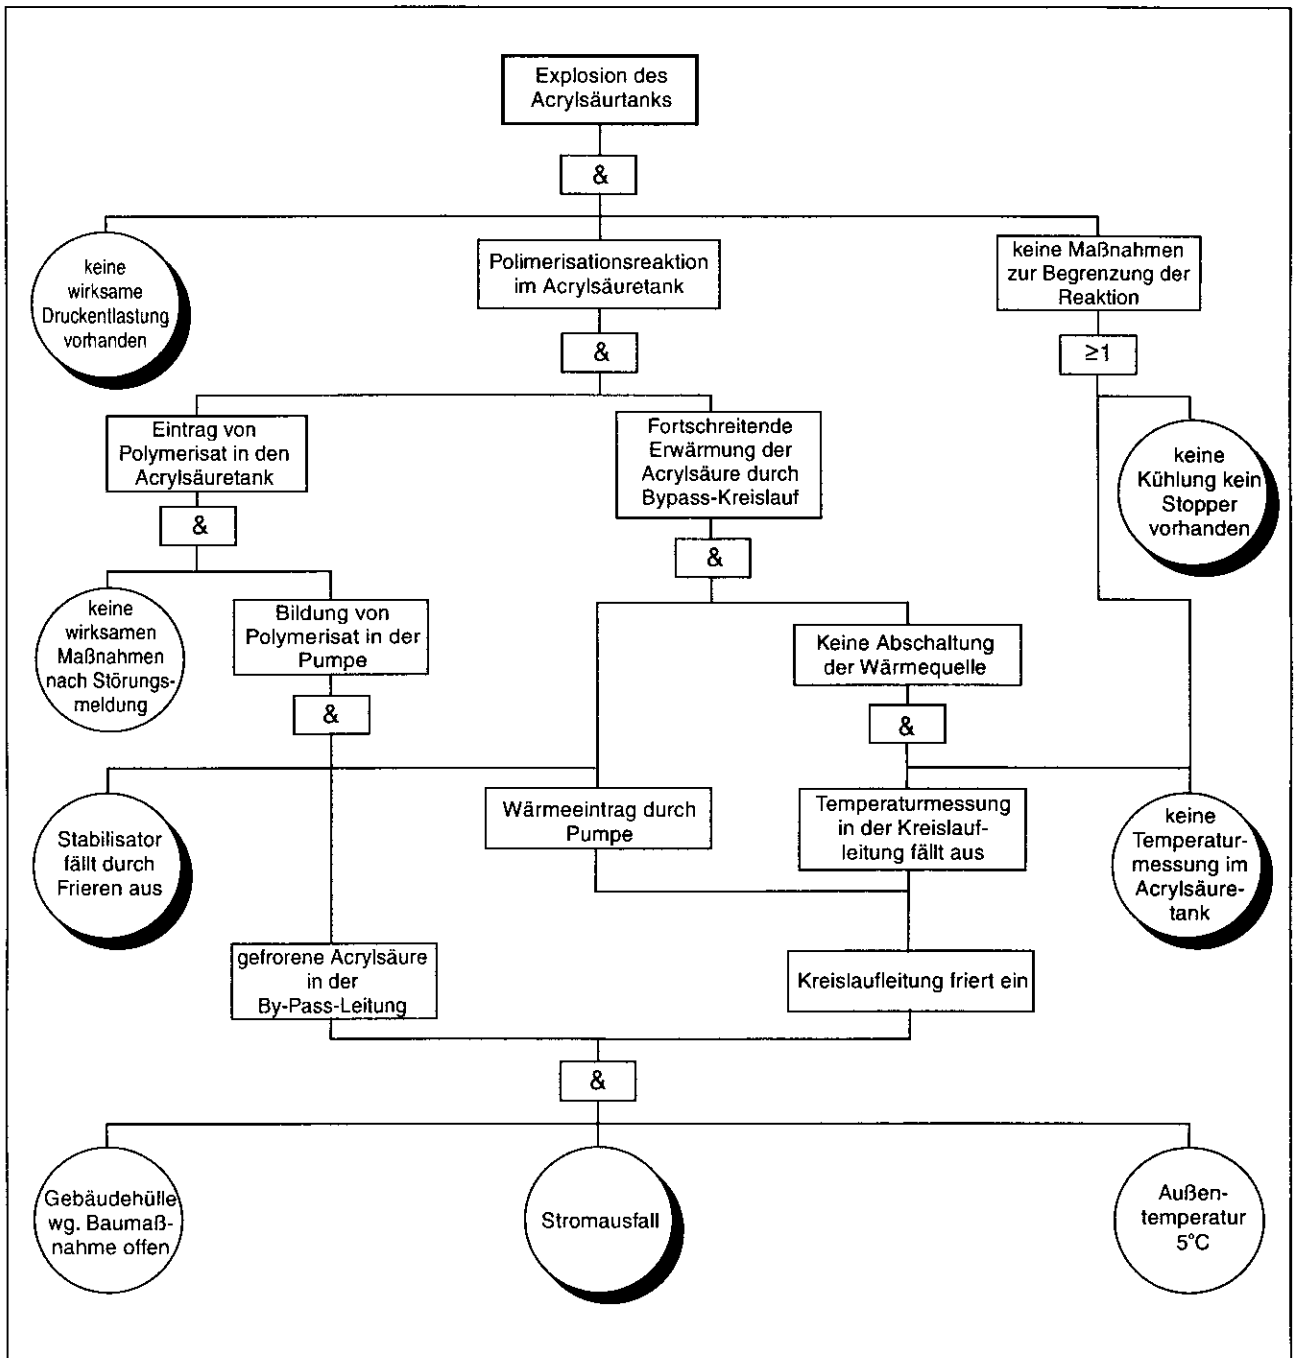 Explosion des
Acrylsäurtanks
&
keine
wirksame
Druckentlastung
vorhanden
Polimerisationsreaktion
im Acrylsäuretank
keine Maßnahmen
zur Begrenzung der
Reaktion
&
≥1
Eintrag von
Polymerisat in den
Acrylsäuretank
Fortschreitende
Erwärmung der
Acrylsäure durch
Bypass-Kreislauf
keine
Kühlung kein
Stopper
vorhanden
&
&
keine
wirksamen
Maßnahmen
nach Störungs-
meldung
Bildung von
Polymerisat in der
Pumpe
Keine Abschaltung
der Wärmequelle
&
&
Stabilisator
fällt durch
Frieren aus
Wärmeeintrag durch
Pumpe
Temperaturmessung
in der Kreislauf-
leitung fällt aus
keine
Temperatur-
messung im
Acrylsäure-
tank
gefrorene Acrylsäure
in der
By-Pass-Leitung
Kreislaufleitung friert ein
&
Gebäudehülle
wg. Baumaß-
nahme offen
Stromausfall
Außen-
temperatur
5°C